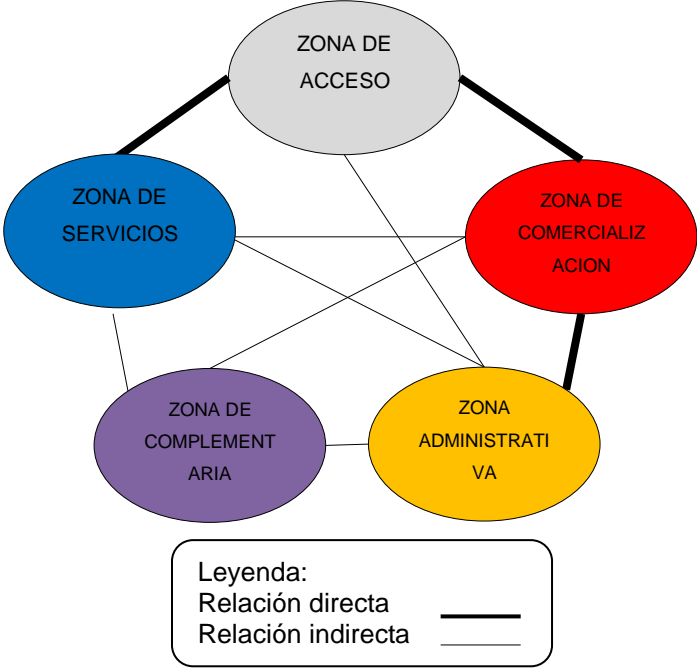 ZONA DE
ACCESO
ZONA DE
SERVICIOS
ZONA DE
COMERCIALIZ
ACION
ZONA DE
COMPLEMENT
ARIA
ZONA
ADMINISTRATI
VA
Leyenda:
Relación directa
Relación indirecta